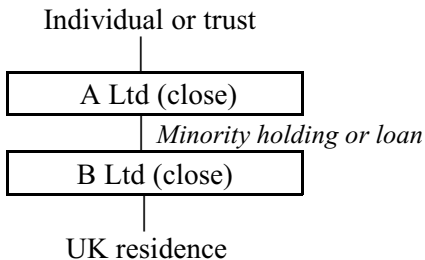 Individual or trust
A Ltd (close)
Minority holding or loan
B Ltd (close)
UK residence